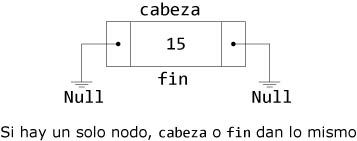 cabeza
15
fin
Null Null
Si hay un solo nodo, cabeza o fin dan lo mismo